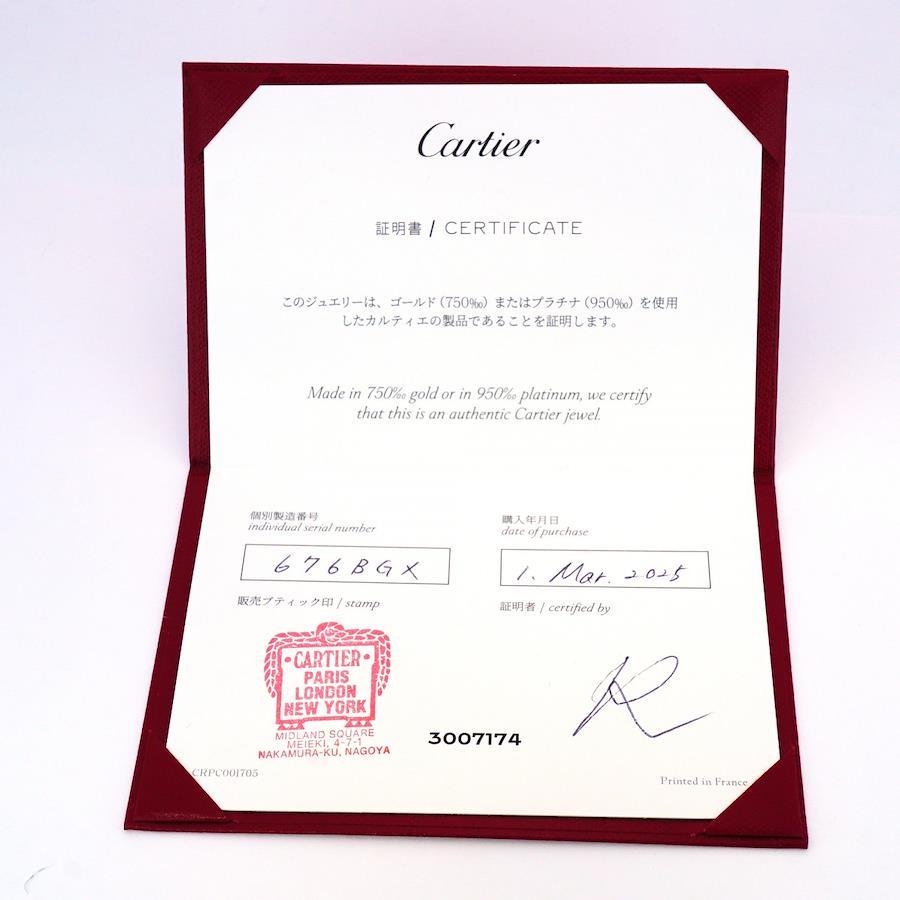 Cartier
証明書 / CERTIFICATE
このジュエリーは、ゴールド（750‰）またはプラチナ（950‰）を使用
したカルティエの製品であることを証明します。
Made in 750‰ gold or in 950‰ platinum, we certify
that this is an authentic Cartier jewel.
個別製造番号
individual serial number
676BGX
購入年月日
date of purchase
1. Mar. 2025
販売ブティック印 / stamp
証明者 / certified by
CARTIER
PARIS
LONDON
NEW YORK
MIDLAND SQUARE
MEIEKI, 4-7-1
NAKAMURA-KU, NAGOYA
3007174
CRPC001705
Printed in France